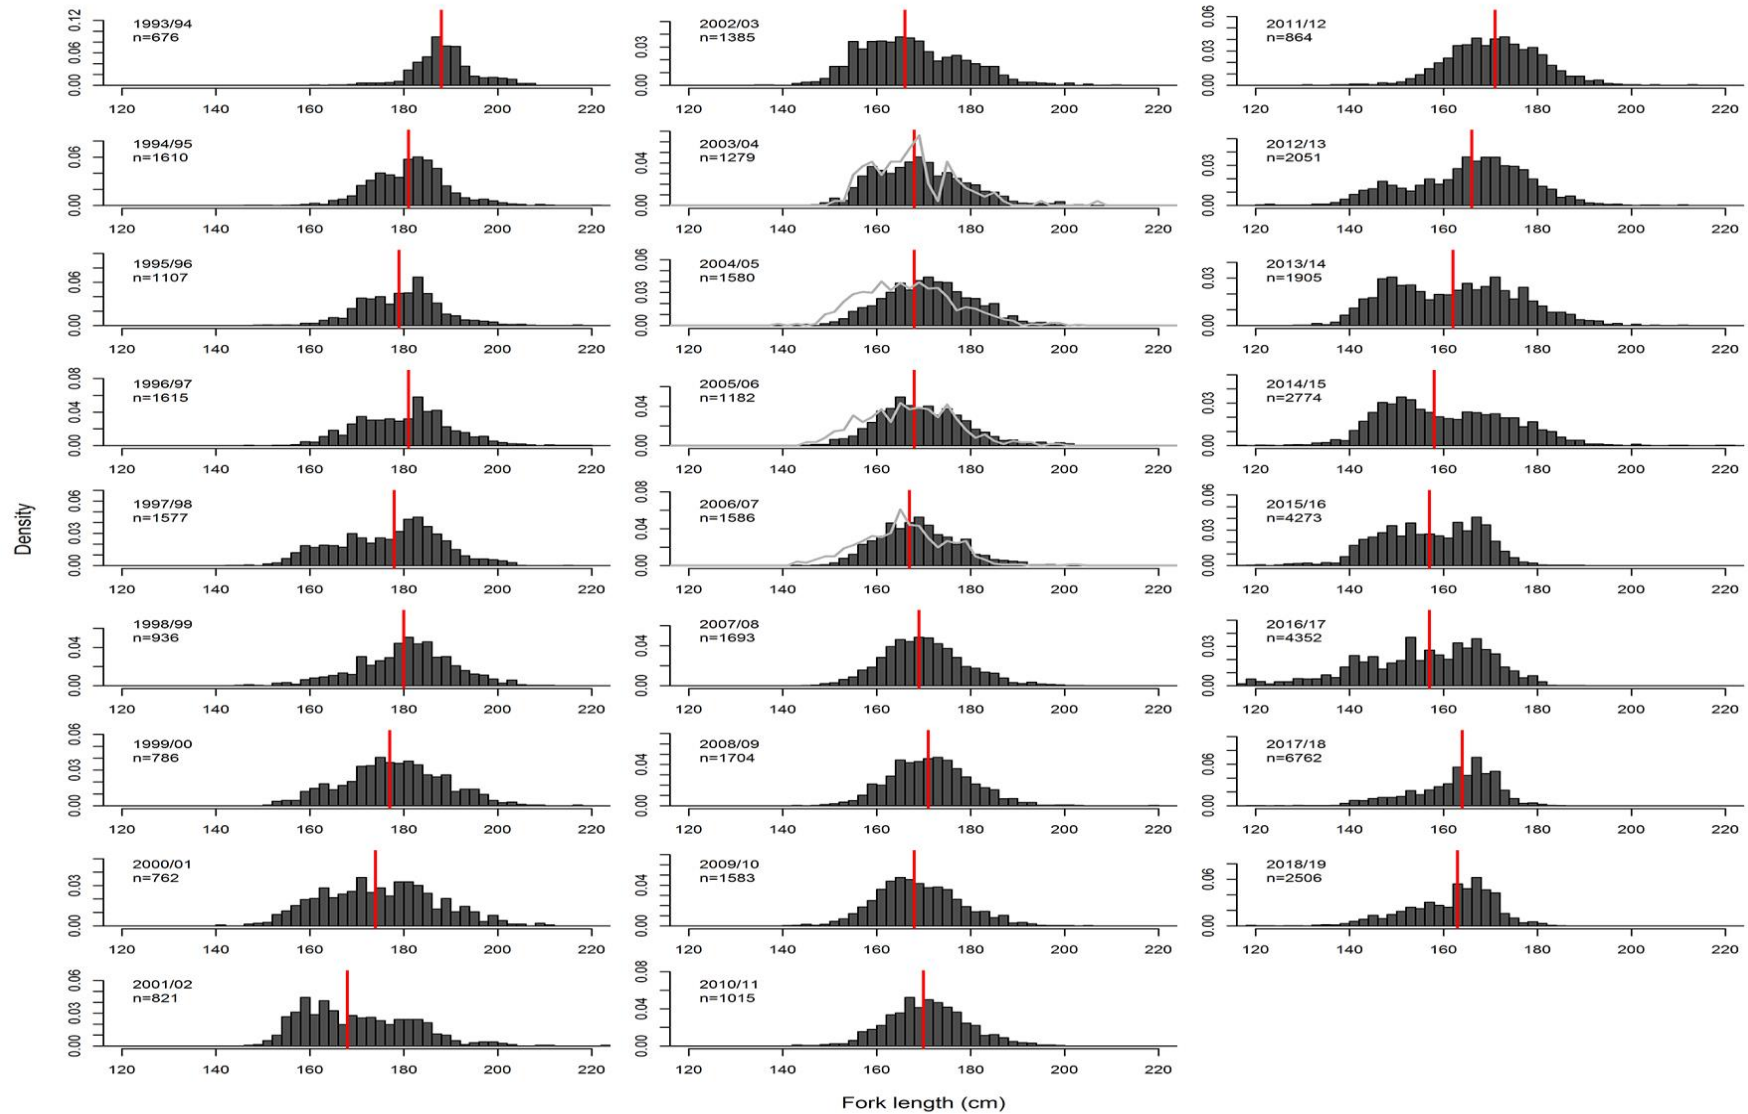 Density
1993/94
n=676
0.00 0.06 0.12
120 140 160 180 200 220
1994/95
n=1610
0.00 0.06
120 140 160 180 200 220
1995/96
n=1107
0.00 0.06
120 140 160 180 200 220
1996/97
n=1615
0.00 0.04 0.08
120 140 160 180 200 220
1997/98
n=1577
0.00 0.03 0.06
120 140 160 180 200 220
1998/99
n=936
0.00 0.04
120 140 160 180 200 220
1999/00
n=786
0.00 0.03 0.06
120 140 160 180 200 220
2000/01
n=762
0.00 0.03
120 140 160 180 200 220
2001/02
n=821
0.00 0.03 0.06
120 140 160 180 200 220
2002/03
n=1385
0.00 0.03
120 140 160 180 200 220
2003/04
n=1279
0.00 0.04
120 140 160 180 200 220
2004/05
n=1580
0.00 0.03 0.06
120 140 160 180 200 220
2005/06
n=1182
0.00 0.04
120 140 160 180 200 220
2006/07
n=1586
0.00 0.04 0.08
120 140 160 180 200 220
2007/08
n=1693
0.00 0.04
120 140 160 180 200 220
2008/09
n=1704
0.00 0.04
120 140 160 180 200 220
2009/10
n=1583
0.00 0.04
120 140 160 180 200 220
2010/11
n=1015
0.00 0.04 0.08
120 140 160 180 200 220
2011/12
n=864
0.00 0.03 0.06
120 140 160 180 200 220
2012/13
n=2051
0.00 0.03
120 140 160 180 200 220
2013/14
n=1905
0.00 0.03
120 140 160 180 200 220
2014/15
n=2774
0.00 0.03
120 140 160 180 200 220
2015/16
n=4273
0.00 0.03 0.06
120 140 160 180 200 220
2016/17
n=4352
0.00 0.03
120 140 160 180 200 220
2017/18
n=6762
0.00 0.06
120 140 160 180 200 220
2018/19
n=2506
0.00 0.06
120 140 160 180 200 220
Fork length (cm)